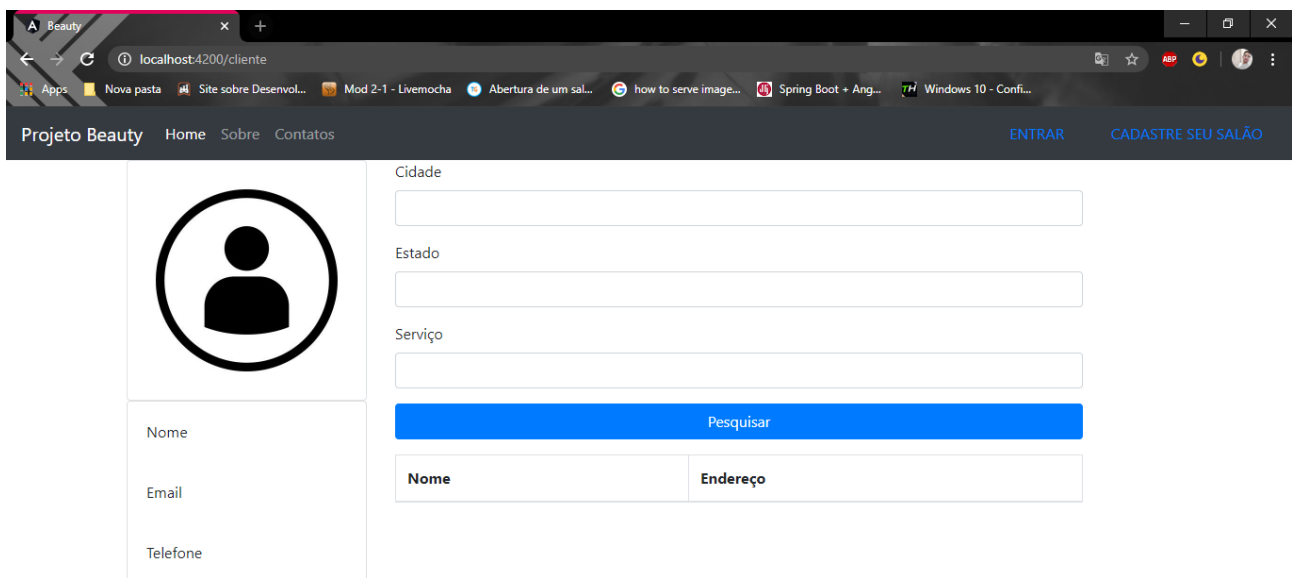 A Beauty
localhost:4200/cliente
ABP
Apps Nova pasta Site sobre Desenvol... Mod 2-1 - Livemocha Abertura de um sal... how to serve image... Spring Boot + Ang... TH Windows 10 - Confi...
Projeto Beauty Home Sobre Contatos ENTRAR CADASTRE SEU SALÃO
Cidade
Estado
Serviço
Pesquisar
Nome Endereço
Nome
Email
Telefone